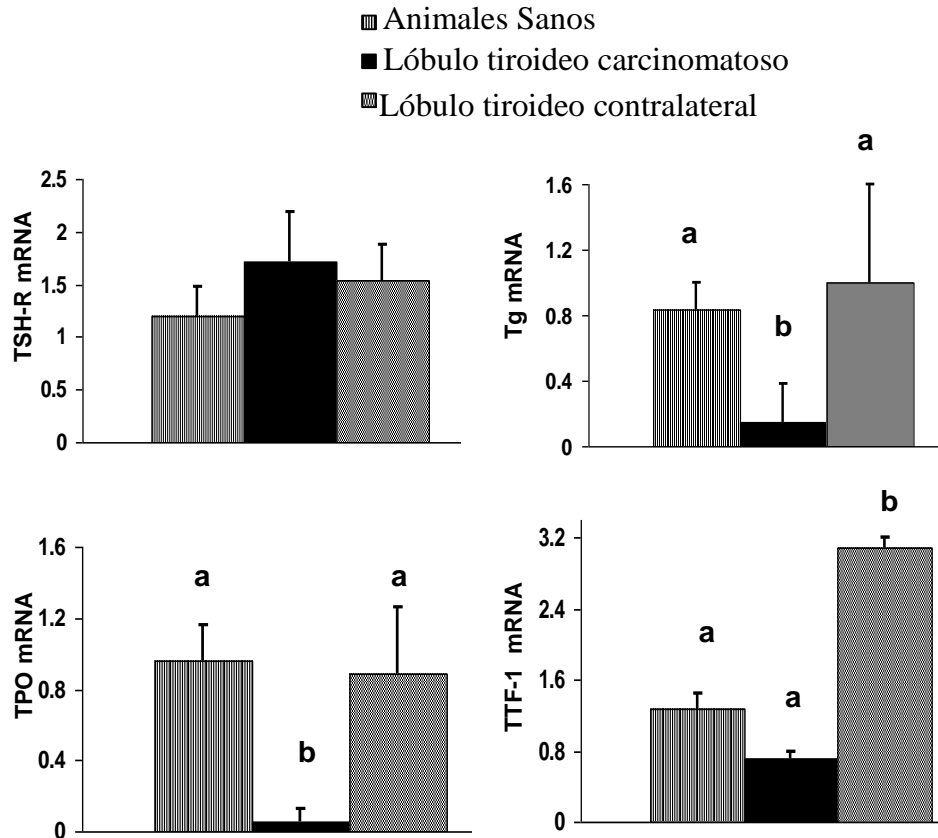 Animales Sanos
Lóbulo tiroideo carcinomatoso
Lóbulo tiroideo contralateral
TSH-R mRNA
2.5
2
1.5
1
0.5
0
Tg mRNA
1.6
1.2
0.8
0.4
0
a
b
a
TPO mRNA
1.6
1.2
0.8
0.4
0
a
b
a
TTF-1 mRNA
3.2
2.4
1.6
0.8
0
a
a
b